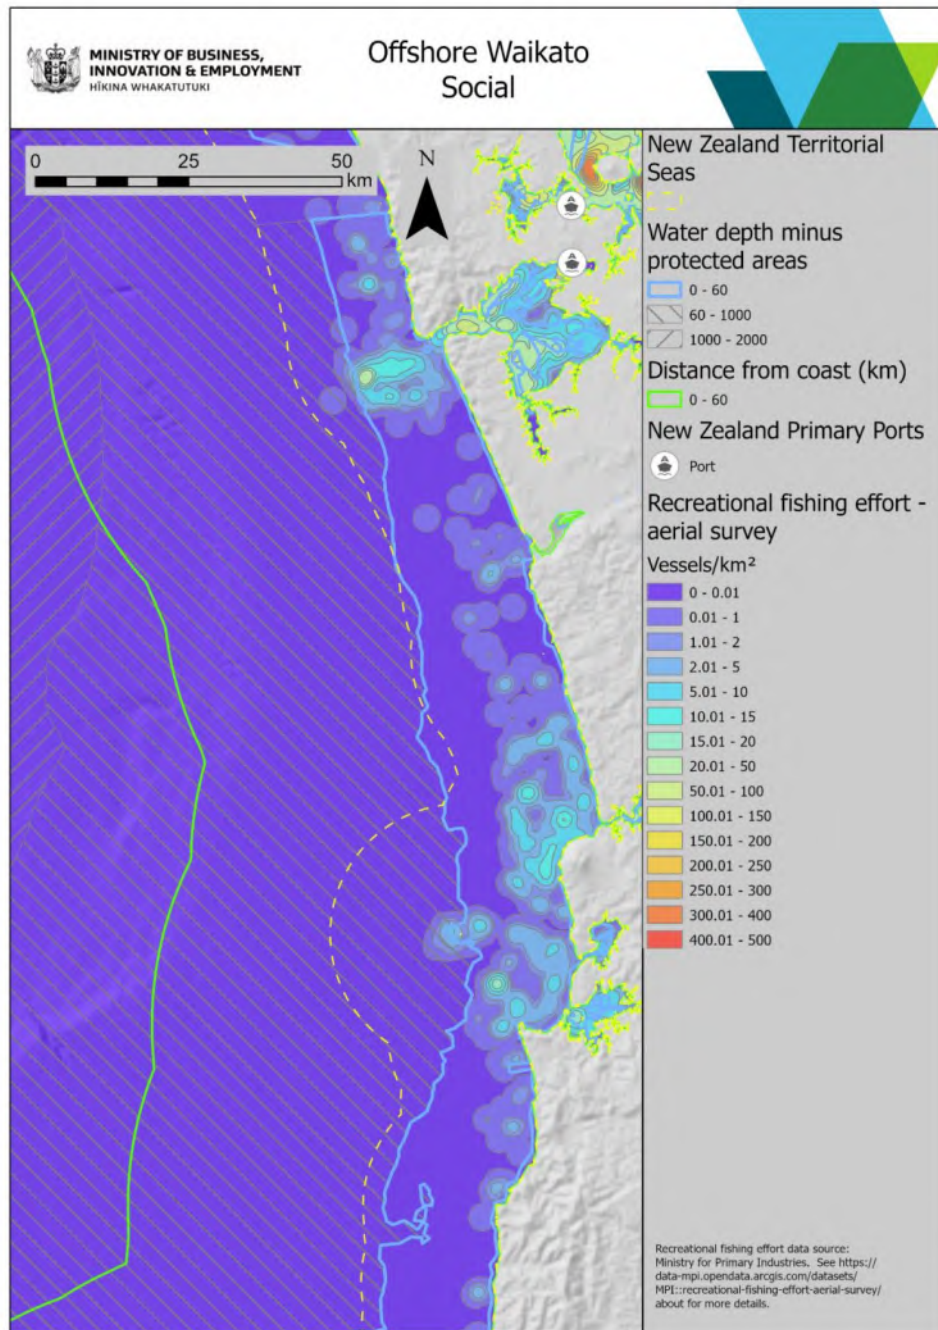 MINISTRY OF BUSINESS,
INNOVATION & EMPLOYMENT
HĪKINA WHAKATUTUKI
Offshore Waikato
Social
0 25 50
km
N
New Zealand Territorial
Seas
Water depth minus
protected areas
0 - 60
60 - 1000
1000 - 2000
Distance from coast (km)
0 - 60
New Zealand Primary Ports
Port
Recreational fishing effort -
aerial survey
Vessels/km²
0 - 0.01
0.01 - 1
1.01 - 2
2.01 - 5
5.01 - 10
10.01 - 15
15.01 - 20
20.01 - 50
50.01 - 100
100.01 - 150
150.01 - 200
200.01 - 250
250.01 - 300
300.01 - 400
400.01 - 500
Recreational fishing effort data source:
Ministry for Primary Industries. See https://
data-mpi.opendata.arcgis.com/datasets/
MPI::recreational-fishing-effort-aerial-survey/
about for more details.